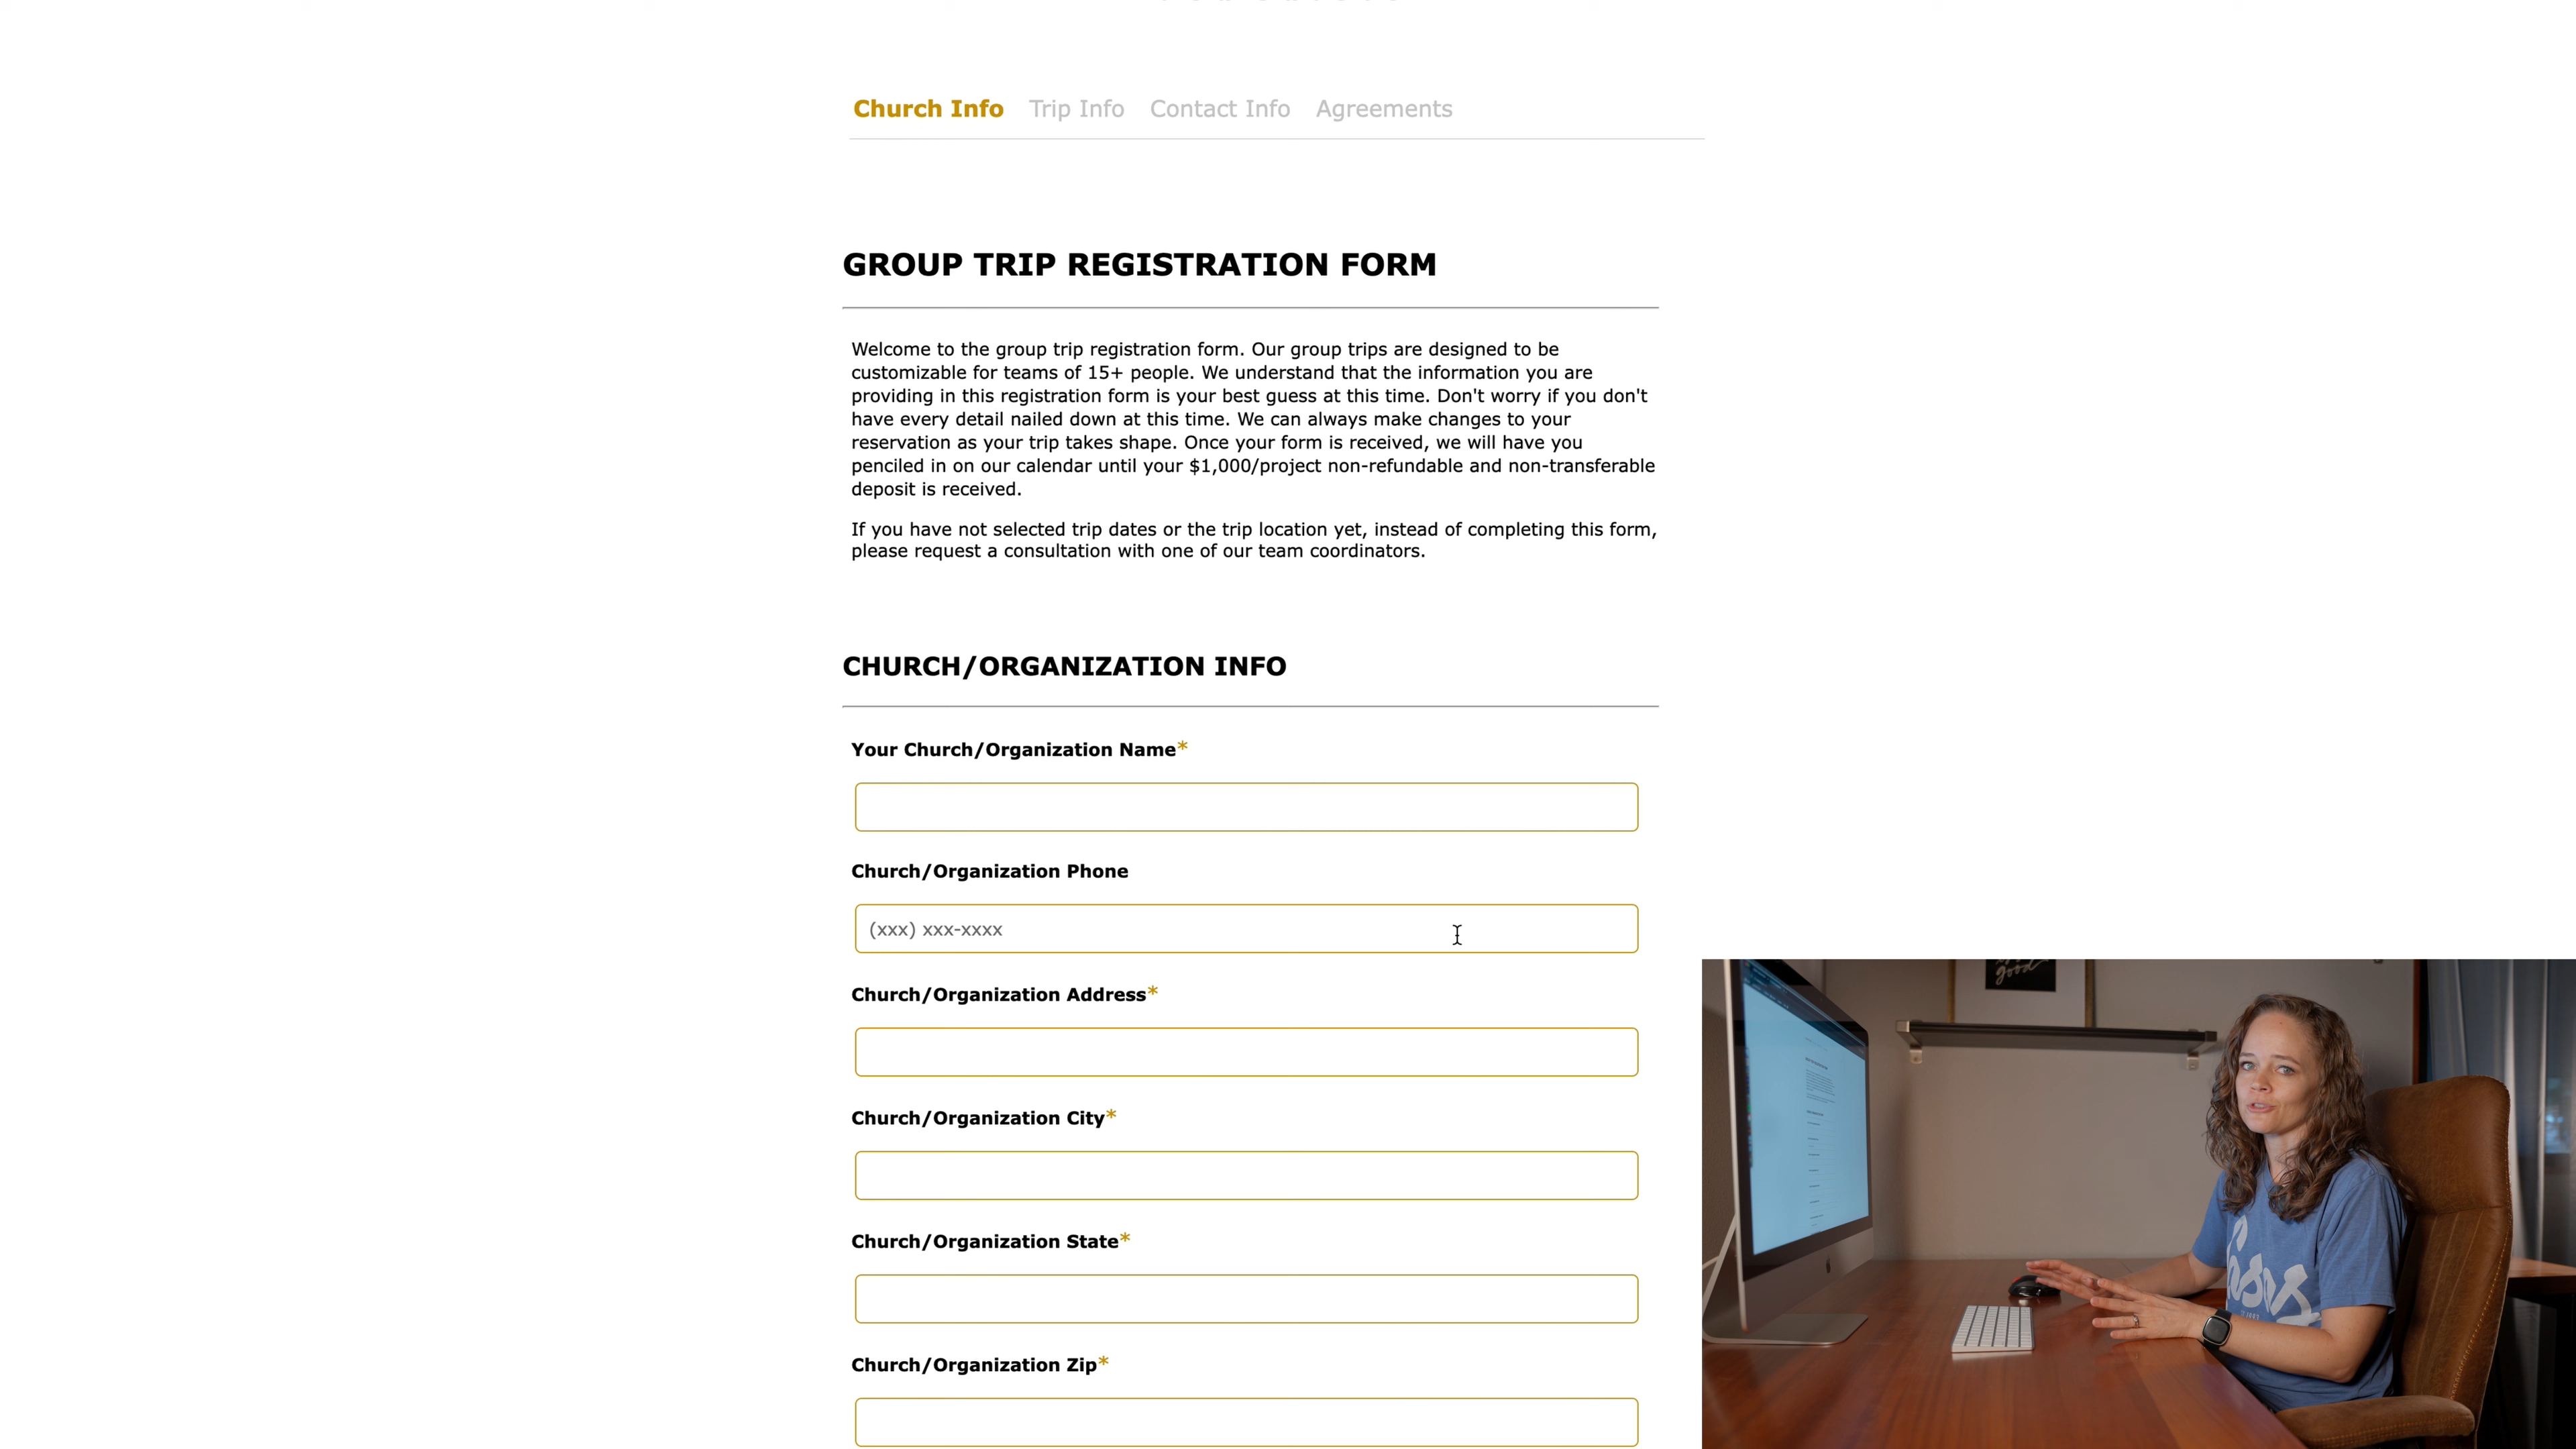 Church Info Trip Info Contact Info Agreements
GROUP TRIP REGISTRATION FORM
Welcome to the group trip registration form. Our group trips are designed to be
customizable for teams of 15+ people. We understand that the information you are
providing in this registration form is your best guess at this time. Don't worry if you don't
have every detail nailed down at this time. We can always make changes to your
reservation as your trip takes shape. Once your form is received, we will have you
penciled in on our calendar until your $1,000/project non-refundable and non-transferable
deposit is received.
If you have not selected trip dates or the trip location yet, instead of completing this form,
please request a consultation with one of our team coordinators.
CHURCH/ORGANIZATION INFO
Your Church/Organization Name*
Church/Organization Phone
(xxx) xxx-xxxx
Church/Organization Address*
Church/Organization City*
Church/Organization State*
Church/Organization Zip*
good